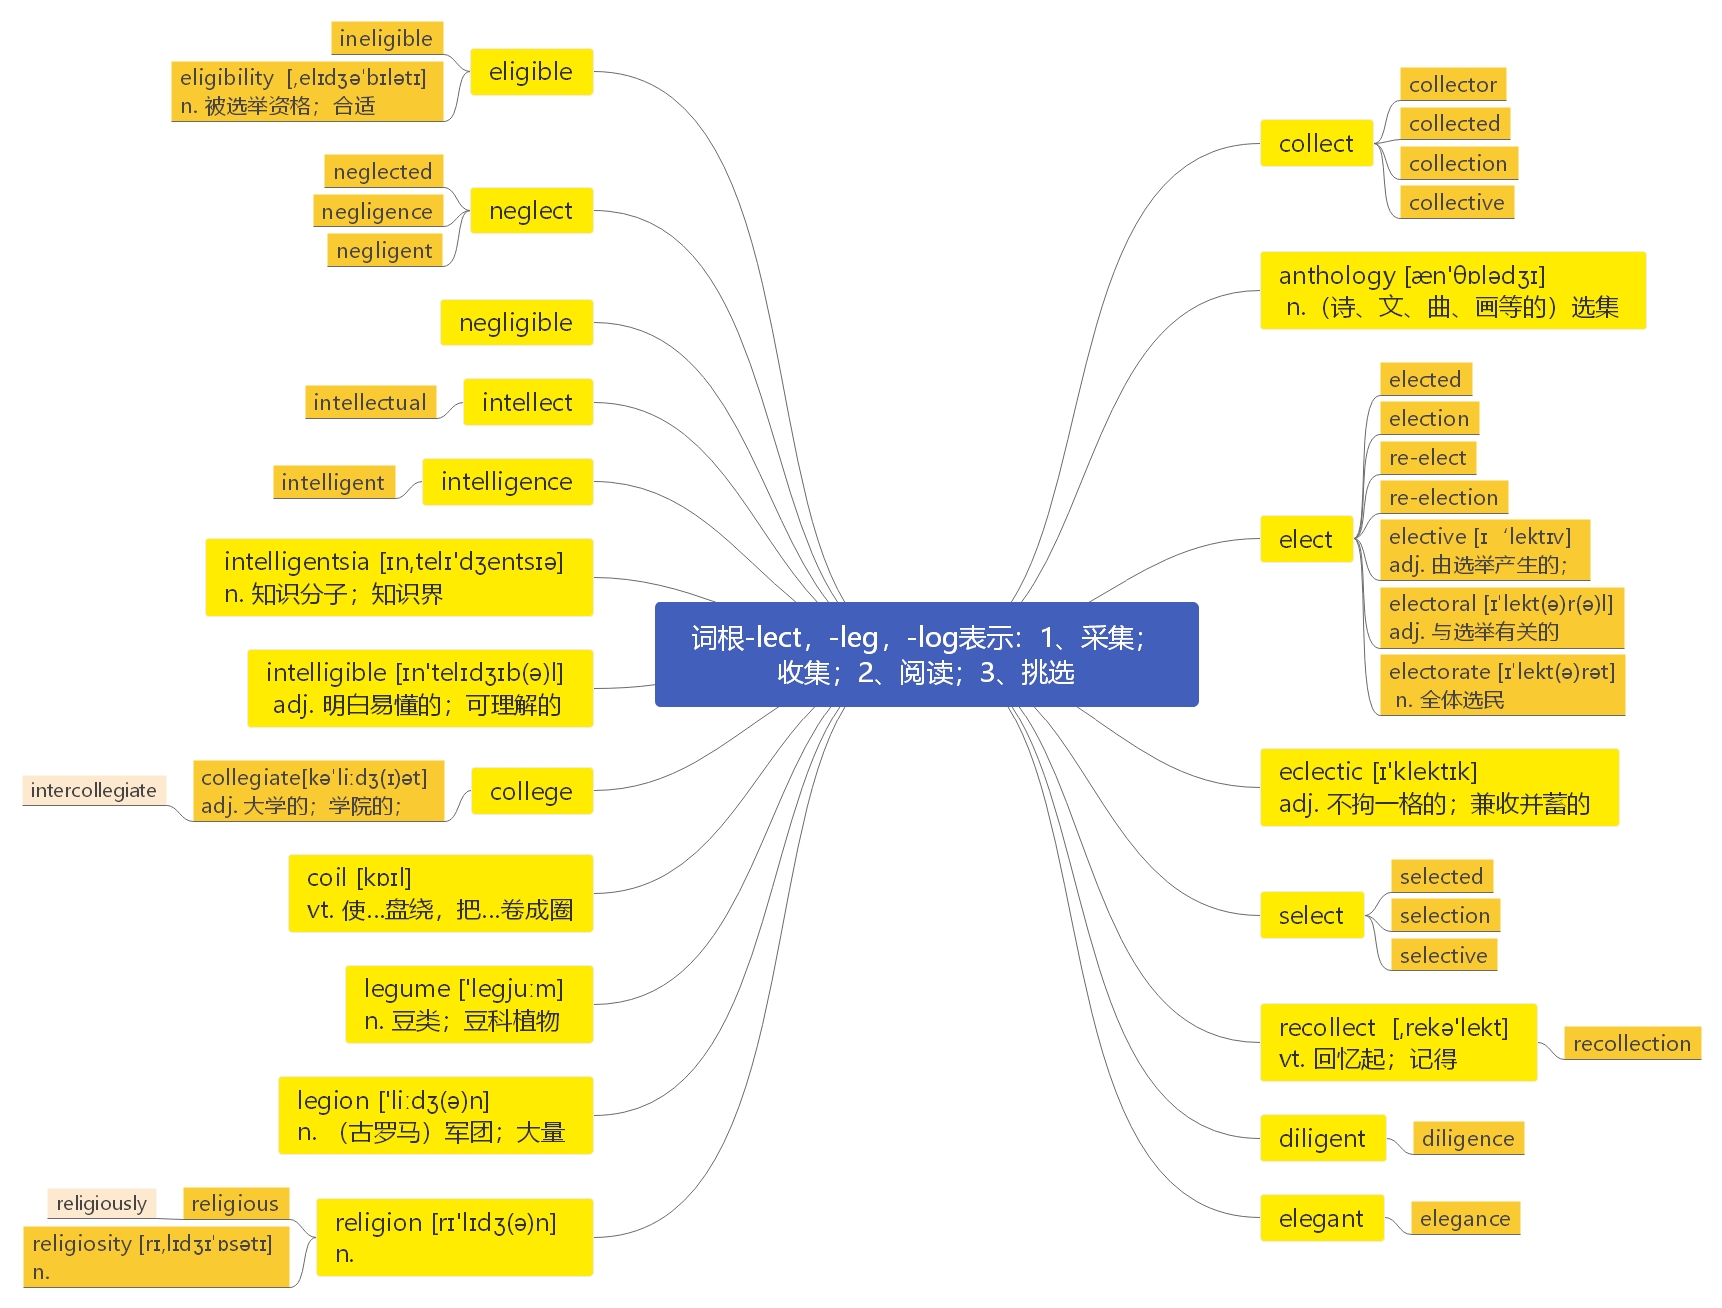 词根-lect，-leg，-log表示：1、采集；
收集；2、阅读；3、挑选
collect
collector
collected
collection
collective
anthology [æn'θɒlədʒɪ]
n.（诗、文、曲、画等的）选集
elect
elected
election
re-elect
re-election
elective [ɪ‘lektɪv]
adj. 由选举产生的；
electoral [ɪˈlekt(ə)r(ə)l]
adj. 与选举有关的
electorate [ɪˈlekt(ə)rət]
n. 全体选民
eclectic [ɪ'klektɪk]
adj. 不拘一格的；兼收并蓄的
select
selected
selection
selective
recollect [ˌrekə'lekt]
vt. 回忆起；记得
recollection
diligent
diligence
elegant
elegance
eligible
ineligible
eligibility [ˌelɪdʒəˈbɪlətɪ]
n. 被选举资格；合适
neglect
neglected
negligence
negligent
negligible
intellect
intellectual
intelligence
intelligent
intelligentsia [ɪnˌtelɪ'dʒentsɪə]
n. 知识分子；知识界
intelligible [ɪn'telɪdʒɪb(ə)l]
adj. 明白易懂的；可理解的
college
collegiate[kəˈliːdʒ(ɪ)ət]
adj. 大学的；学院的；
intercollegiate
coil [kɒɪl]
vt. 使...盘绕，把...卷成圈
legume ['legjuːm]
n. 豆类；豆科植物
legion ['liːdʒ(ə)n]
n. （古罗马）军团；大量
religion [rɪ'lɪdʒ(ə)n]
n.
religious
religiously
religiosity [rɪˌlɪdʒɪˈɒsətɪ]
n.